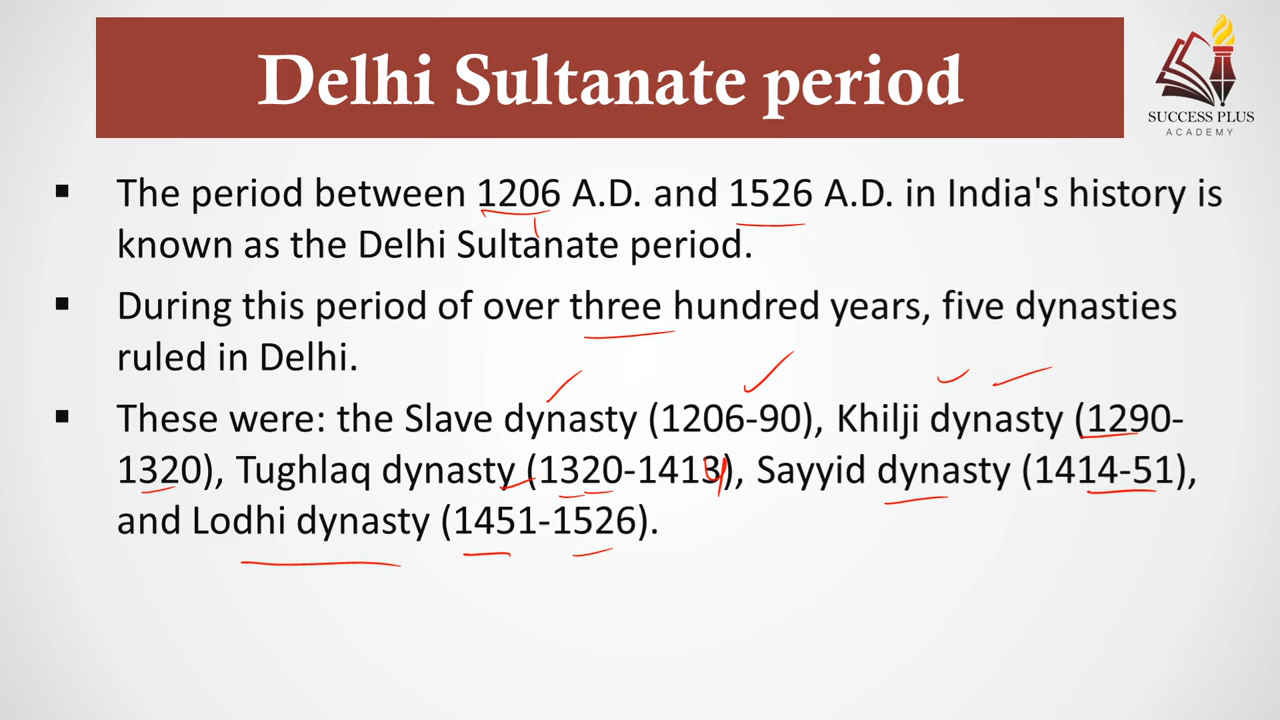 Delhi Sultanate period
SUCCESS PLUS
ACADEMY
▪ The period between 1206 A.D. and 1526 A.D. in India's history is
known as the Delhi Sultanate period.
▪ During this period of over three hundred years, five dynasties
ruled in Delhi.
▪ These were: the Slave dynasty (1206-90), Khilji dynasty (1290-
1320), Tughlaq dynasty (1320-1413), Sayyid dynasty (1414-51),
and Lodhi dynasty (1451-1526).